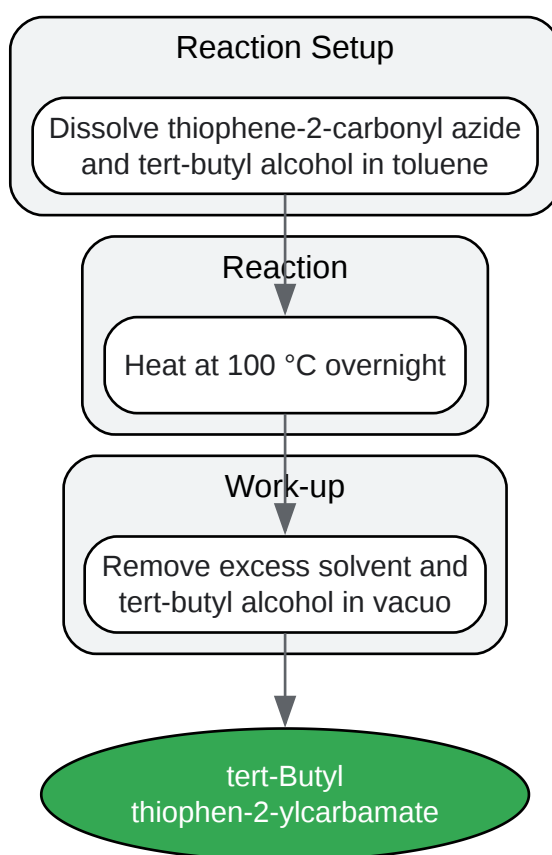 Reaction Setup
Dissolve thiophene-2-carbonyl azide
and tert-butyl alcohol in toluene
Reaction
Heat at 100 °C overnight
Work-up
Remove excess solvent and
tert-butyl alcohol in vacuo
tert-Butyl
thiophen-2-ylcarbamate